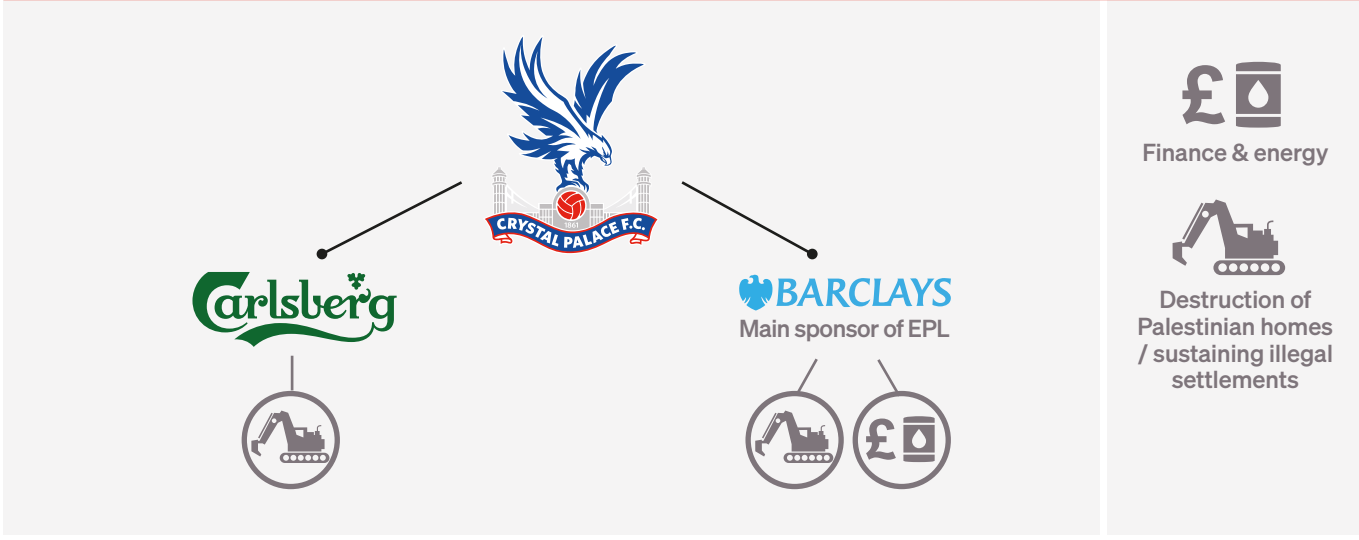 1861
CRYSTAL PALACE F.C.
Carlsberg
BARCLAYS
Main sponsor of EPL
£
£
Finance & energy
Destruction of
Palestinian homes
/ sustaining illegal
settlements